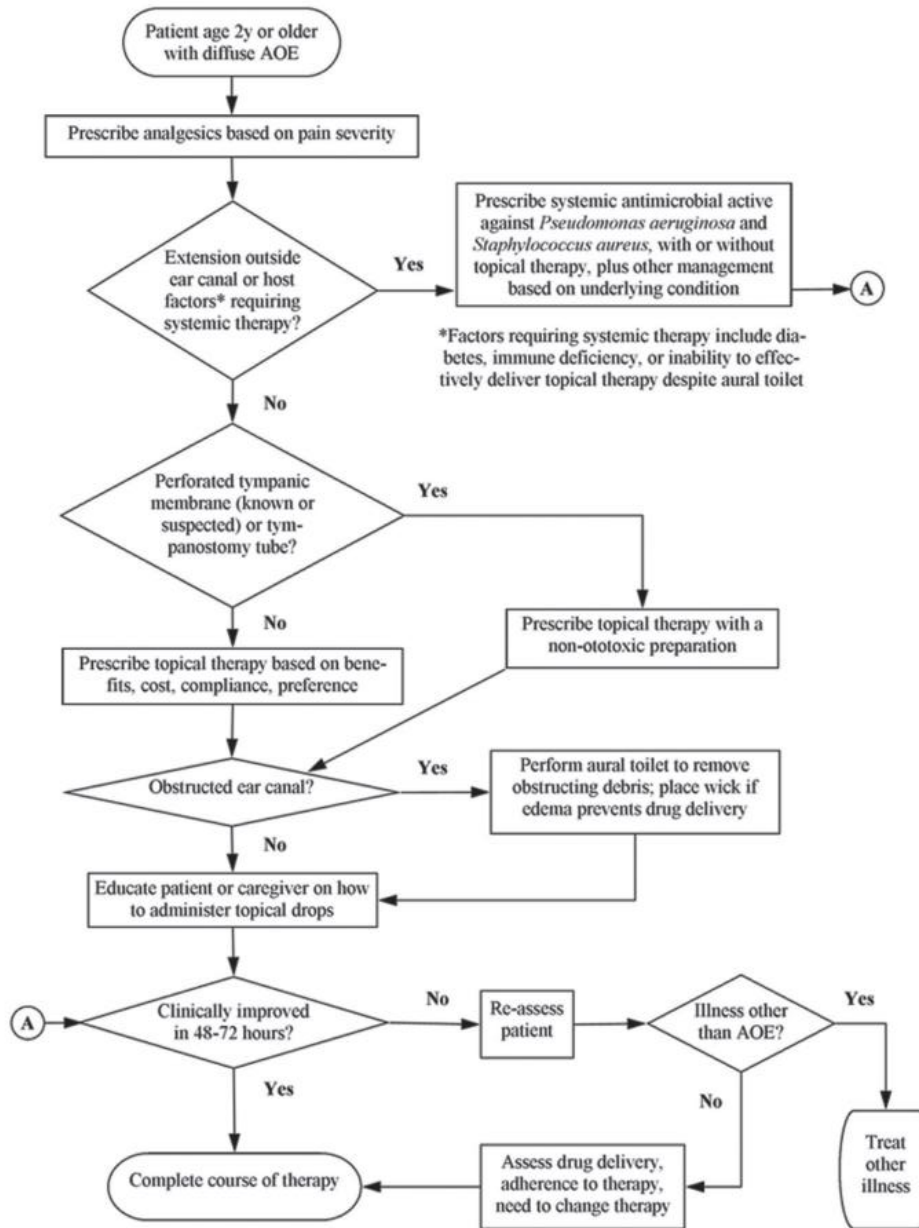 Patient age 2y or older
with diffuse AOE
Prescribe analgesics based on pain severity
Extension outside
ear canal or host
factors* requiring
systemic therapy?
Yes
Prescribe systemic antimicrobial active
against Pseudomonas aeruginosa and
Staphylococcus aureus, with or without
topical therapy, plus other management
based on underlying condition
A
*Factors requiring systemic therapy include dia-
betes, immune deficiency, or inability to effec-
tively deliver topical therapy despite aural toilet
No
Perforated tympanic
membrane (known or
suspected) or tym-
panostomy tube?
Yes
No
Prescribe topical therapy with a
non-ototoxic preparation
Prescribe topical therapy based on bene-
fits, cost, compliance, preference
Obstructed ear canal?
Yes
Perform aural toilet to remove
obstructing debris; place wick if
edema prevents drug delivery
No
Educate patient or caregiver on how
to administer topical drops
A
Clinically improved
in 48-72 hours?
No
Re-assess
patient
Illness other
than AOE?
Yes
Yes
No
Complete course of therapy
Assess drug delivery,
adherence to therapy,
need to change therapy
Treat
other
illness